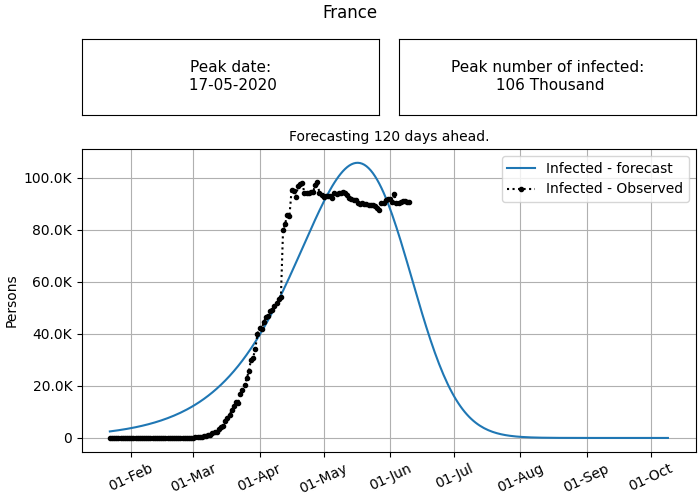 France
Peak date:
17-05-2020
Peak number of infected:
106 Thousand
Forecasting 120 days ahead.
Infected - forecast
Infected - Observed
100.0K
80.0K
60.0K
40.0K
20.0K
0
Persons
01-Feb
01-Mar
01-Apr
01-May
01-Jun
01-Jul
01-Aug
01-Sep
01-Oct